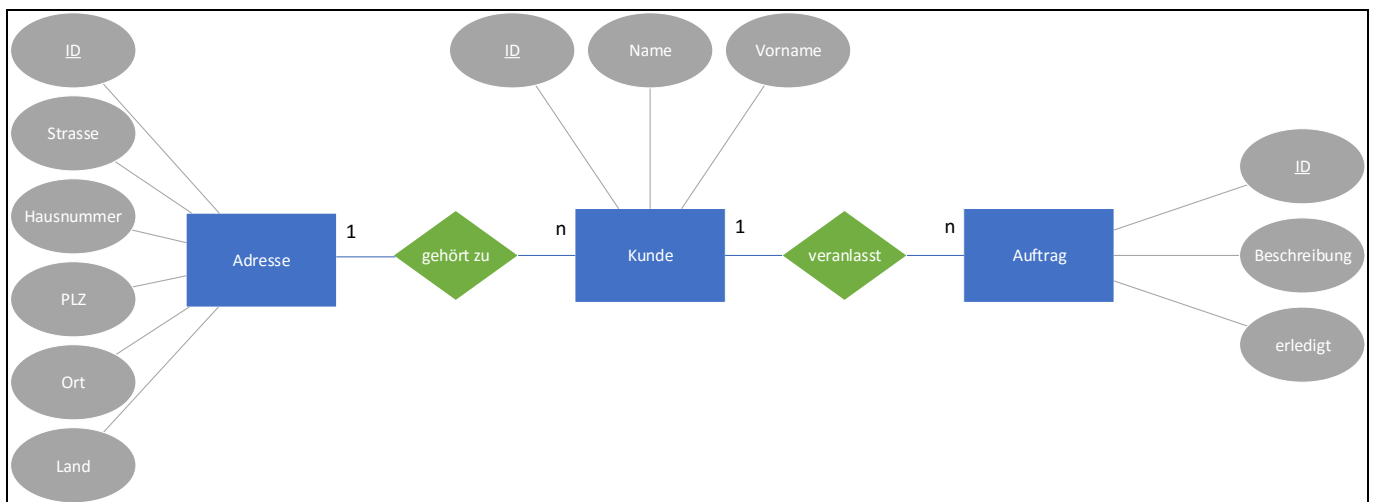 ID
Name
Vorname
ID
Strasse
Hausnummer
PLZ
Ort
Land
Adresse
1
gehört zu
n
Kunde
1
veranlasst
n
Auftrag
ID
Beschreibung
erledigt